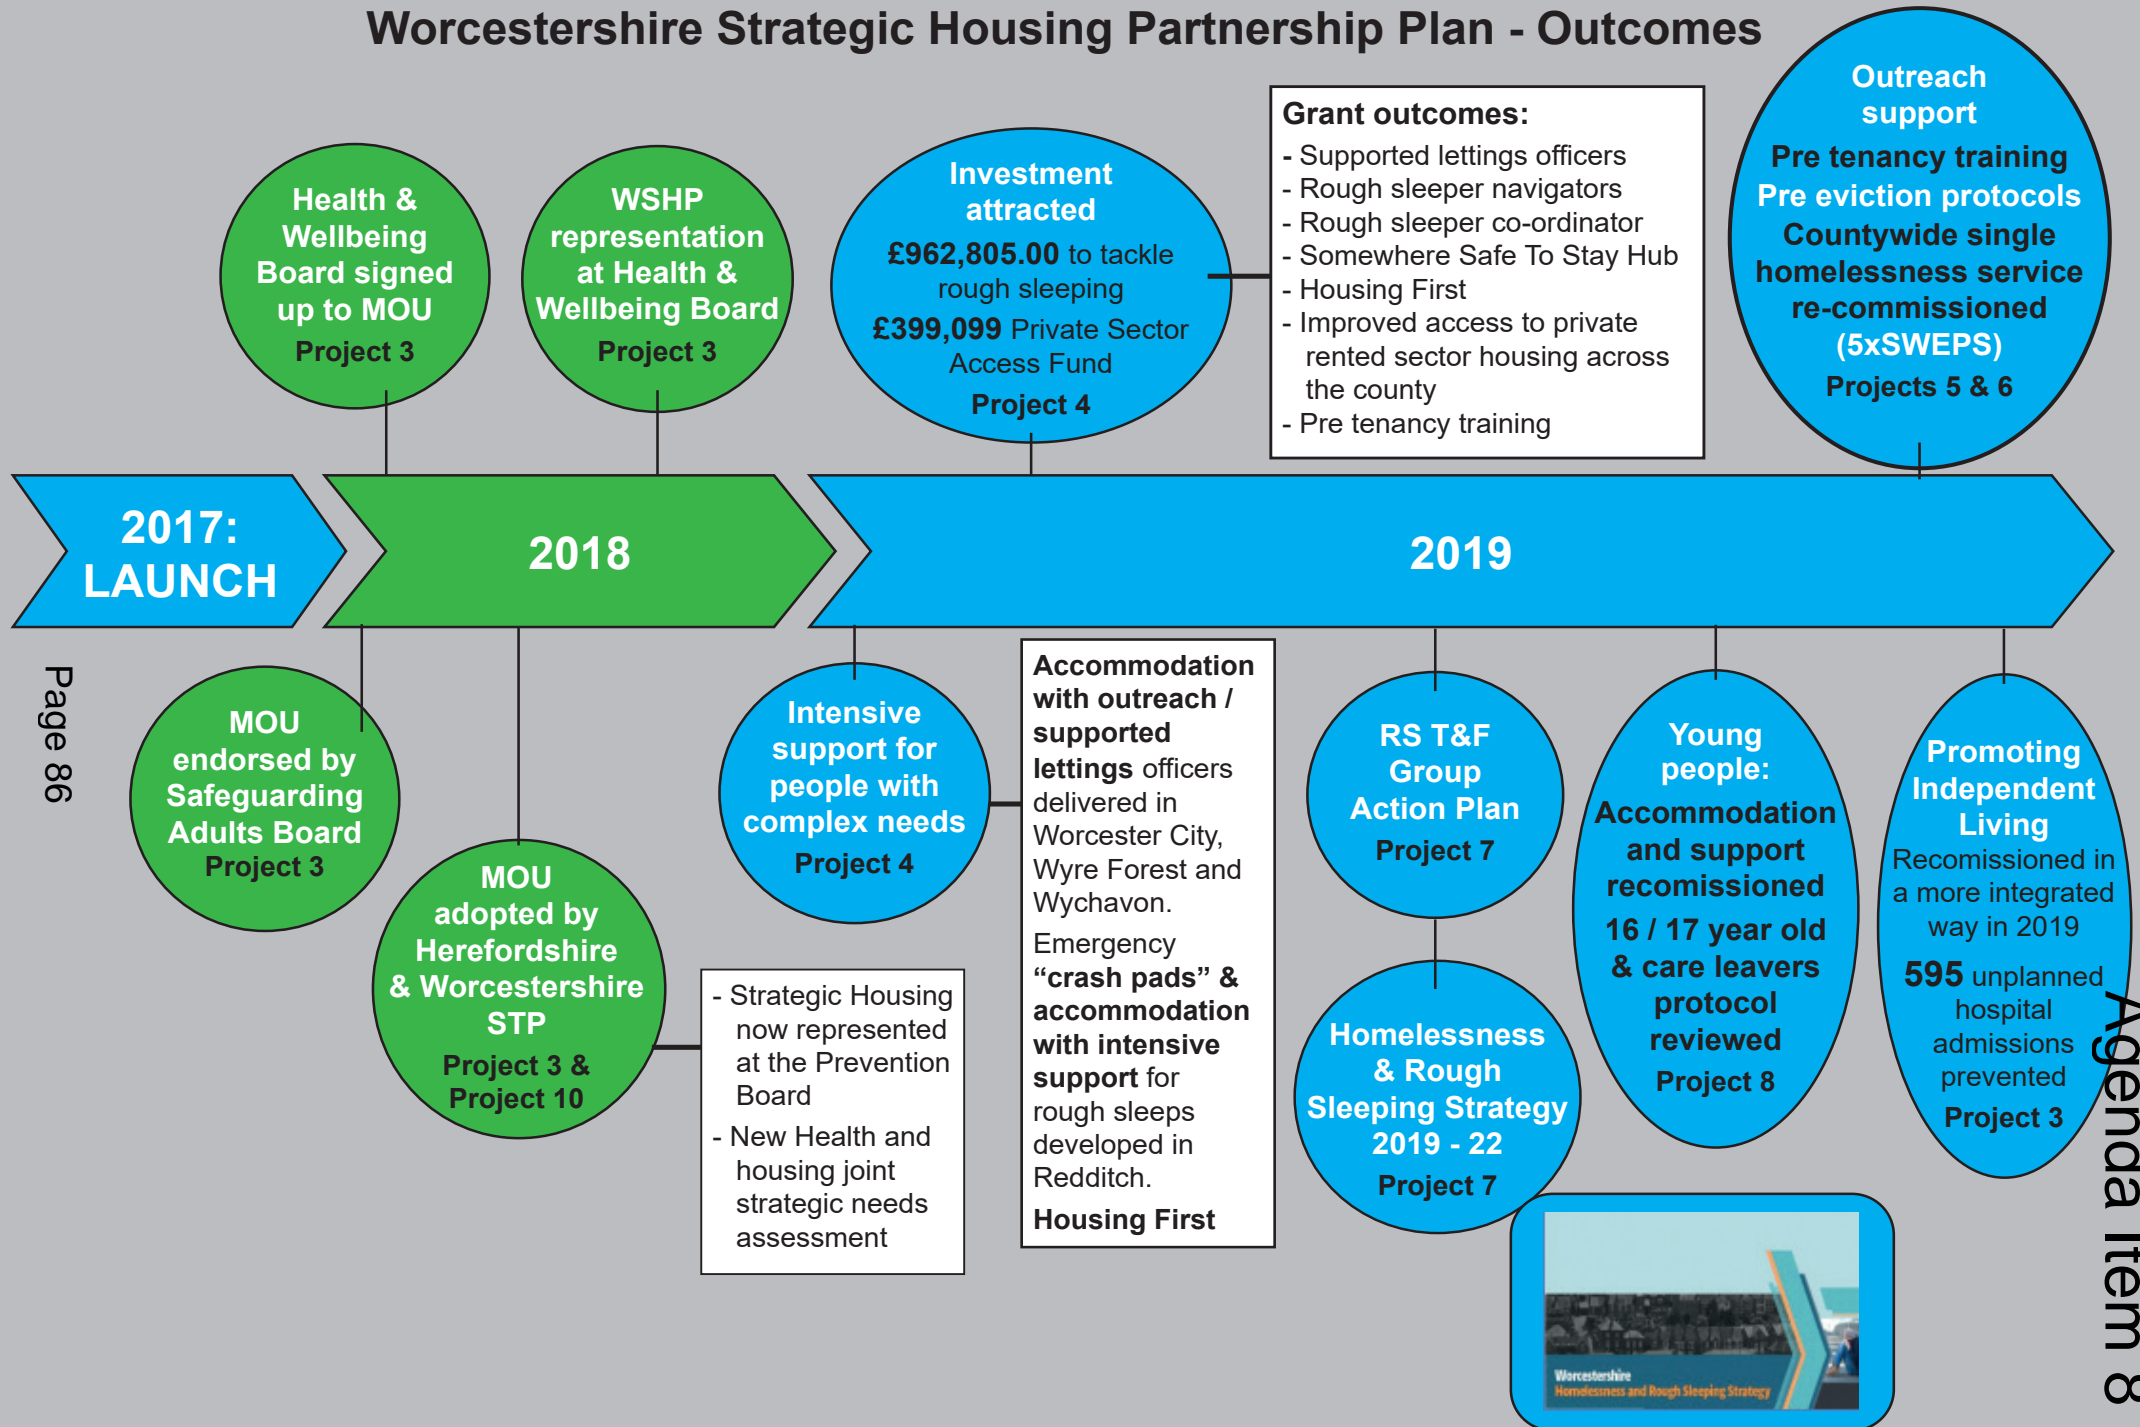 Worcestershire Strategic Housing Partnership Plan - Outcomes
Health &
Wellbeing
Board signed
up to MOU
Project 3
WSHP
representation
at Health &
Wellbeing Board
Project 3
Investment
attracted
£962,805.00 to tackle
rough sleeping
£399,099 Private Sector
Access Fund
Project 4
Grant outcomes:
- Supported lettings officers
- Rough sleeper navigators
- Rough sleeper co-ordinator
- Somewhere Safe To Stay Hub
- Housing First
- Improved access to private
rented sector housing across
the county
- Pre tenancy training
Outreach
support
Pre tenancy training
Pre eviction protocols
Countywide single
homelessness service
re-commissioned
(5xSWEPS)
Projects 5 & 6
2017:
LAUNCH
2018
2019
Page 86
MOU
endorsed by
Safeguarding
Adults Board
Project 3
MOU
adopted by
Herefordshire
& Worcestershire
STP
Project 3 &
Project 10
- Strategic Housing
now represented
at the Prevention
Board
- New Health and
housing joint
strategic needs
assessment
Intensive
support for
people with
complex needs
Project 4
Accommodation
with outreach /
supported
lettings officers
delivered in
Worcester City,
Wyre Forest and
Wychavon.
Emergency
“crash pads” &
accommodation
with intensive
support for
rough sleeps
developed in
Redditch.
Housing First
RS T&F
Group
Action Plan
Project 7
Homelessness
& Rough
Sleeping Strategy
2019 - 22
Project 7
Young
people:
Accommodation
and support
recomissioned
16 / 17 year old
& care leavers
protocol
reviewed
Project 8
Promoting
Independent
Living
Recomissioned in
a more integrated
way in 2019
595 unplanned
hospital
admissions
prevented
Project 3
Worcestershire
Homelessness and Rough Sleeping Strategy
Agenda Item 8